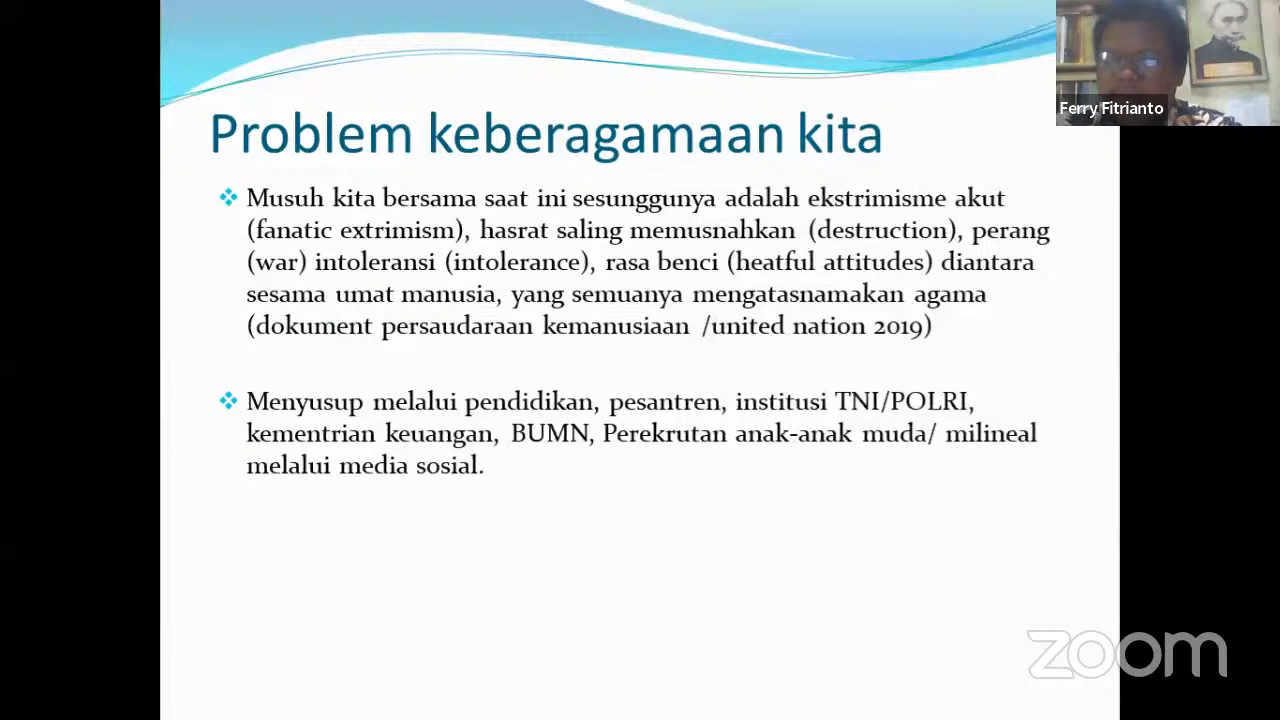 Ferry Fitrianto
Problem keberagamaan kita
Musuh kita bersama saat ini sesunggunya adalah ekstrimisme akut
(fanatic extrimism), hasrat saling memusnahkan (destruction), perang
(war) intoleransi (intolerance), rasa benci (heatful attitudes) diantara
sesama umat manusia, yang semuanya mengatasnamakan agama
(dokument persaudaraan kemanusiaan /united nation 2019)
Menyusup melalui pendidikan, pesantren, institusi TNI/POLRI,
kementrian keuangan, BUMN, Perekrutan anak-anak muda/ milineal
melalui media sosial.
zoom